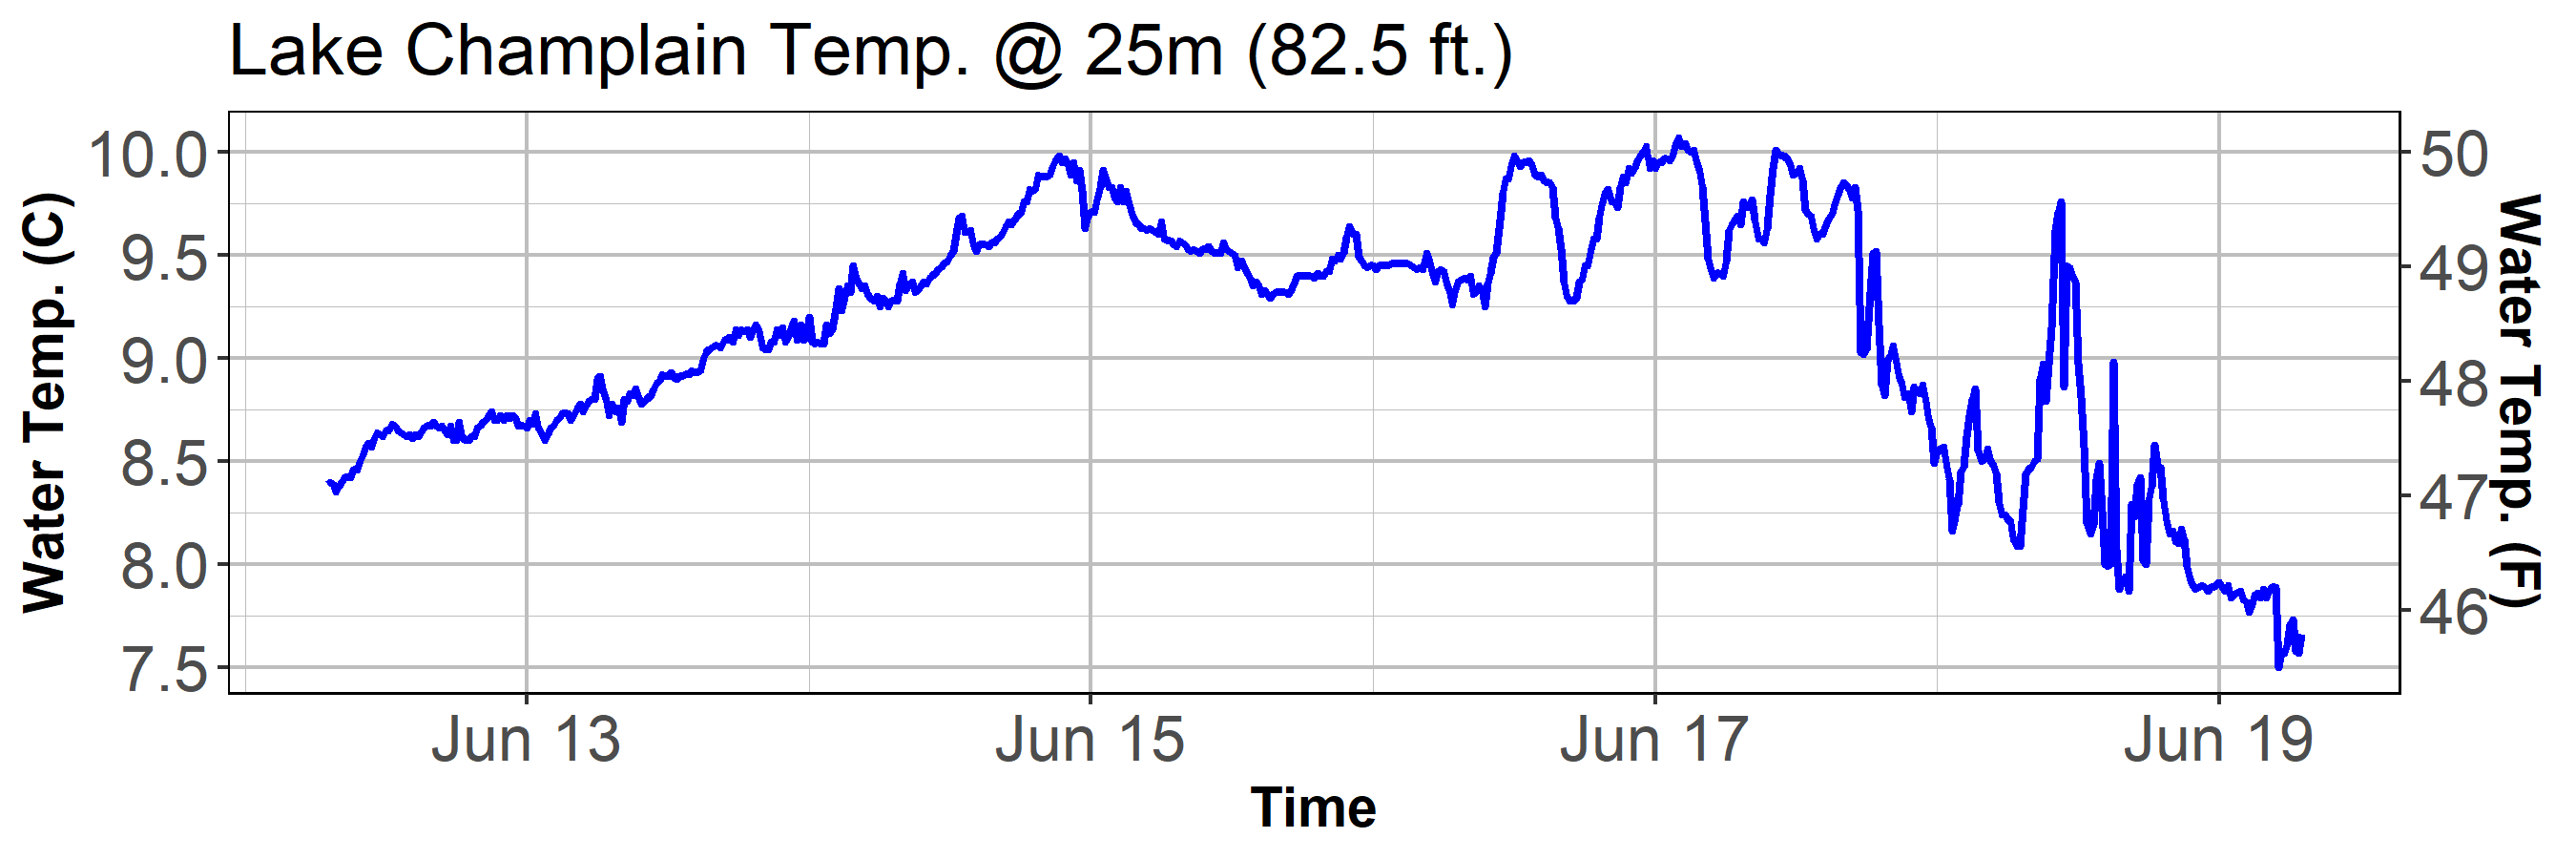 Lake Champlain Temp. @ 25m (82.5 ft.)
Water Temp. (C)
10.0
9.5
9.0
8.5
8.0
7.5
50
49
48
47
46
Water Temp. (F)
Jun 13
Jun 15
Jun 17
Jun 19
Time